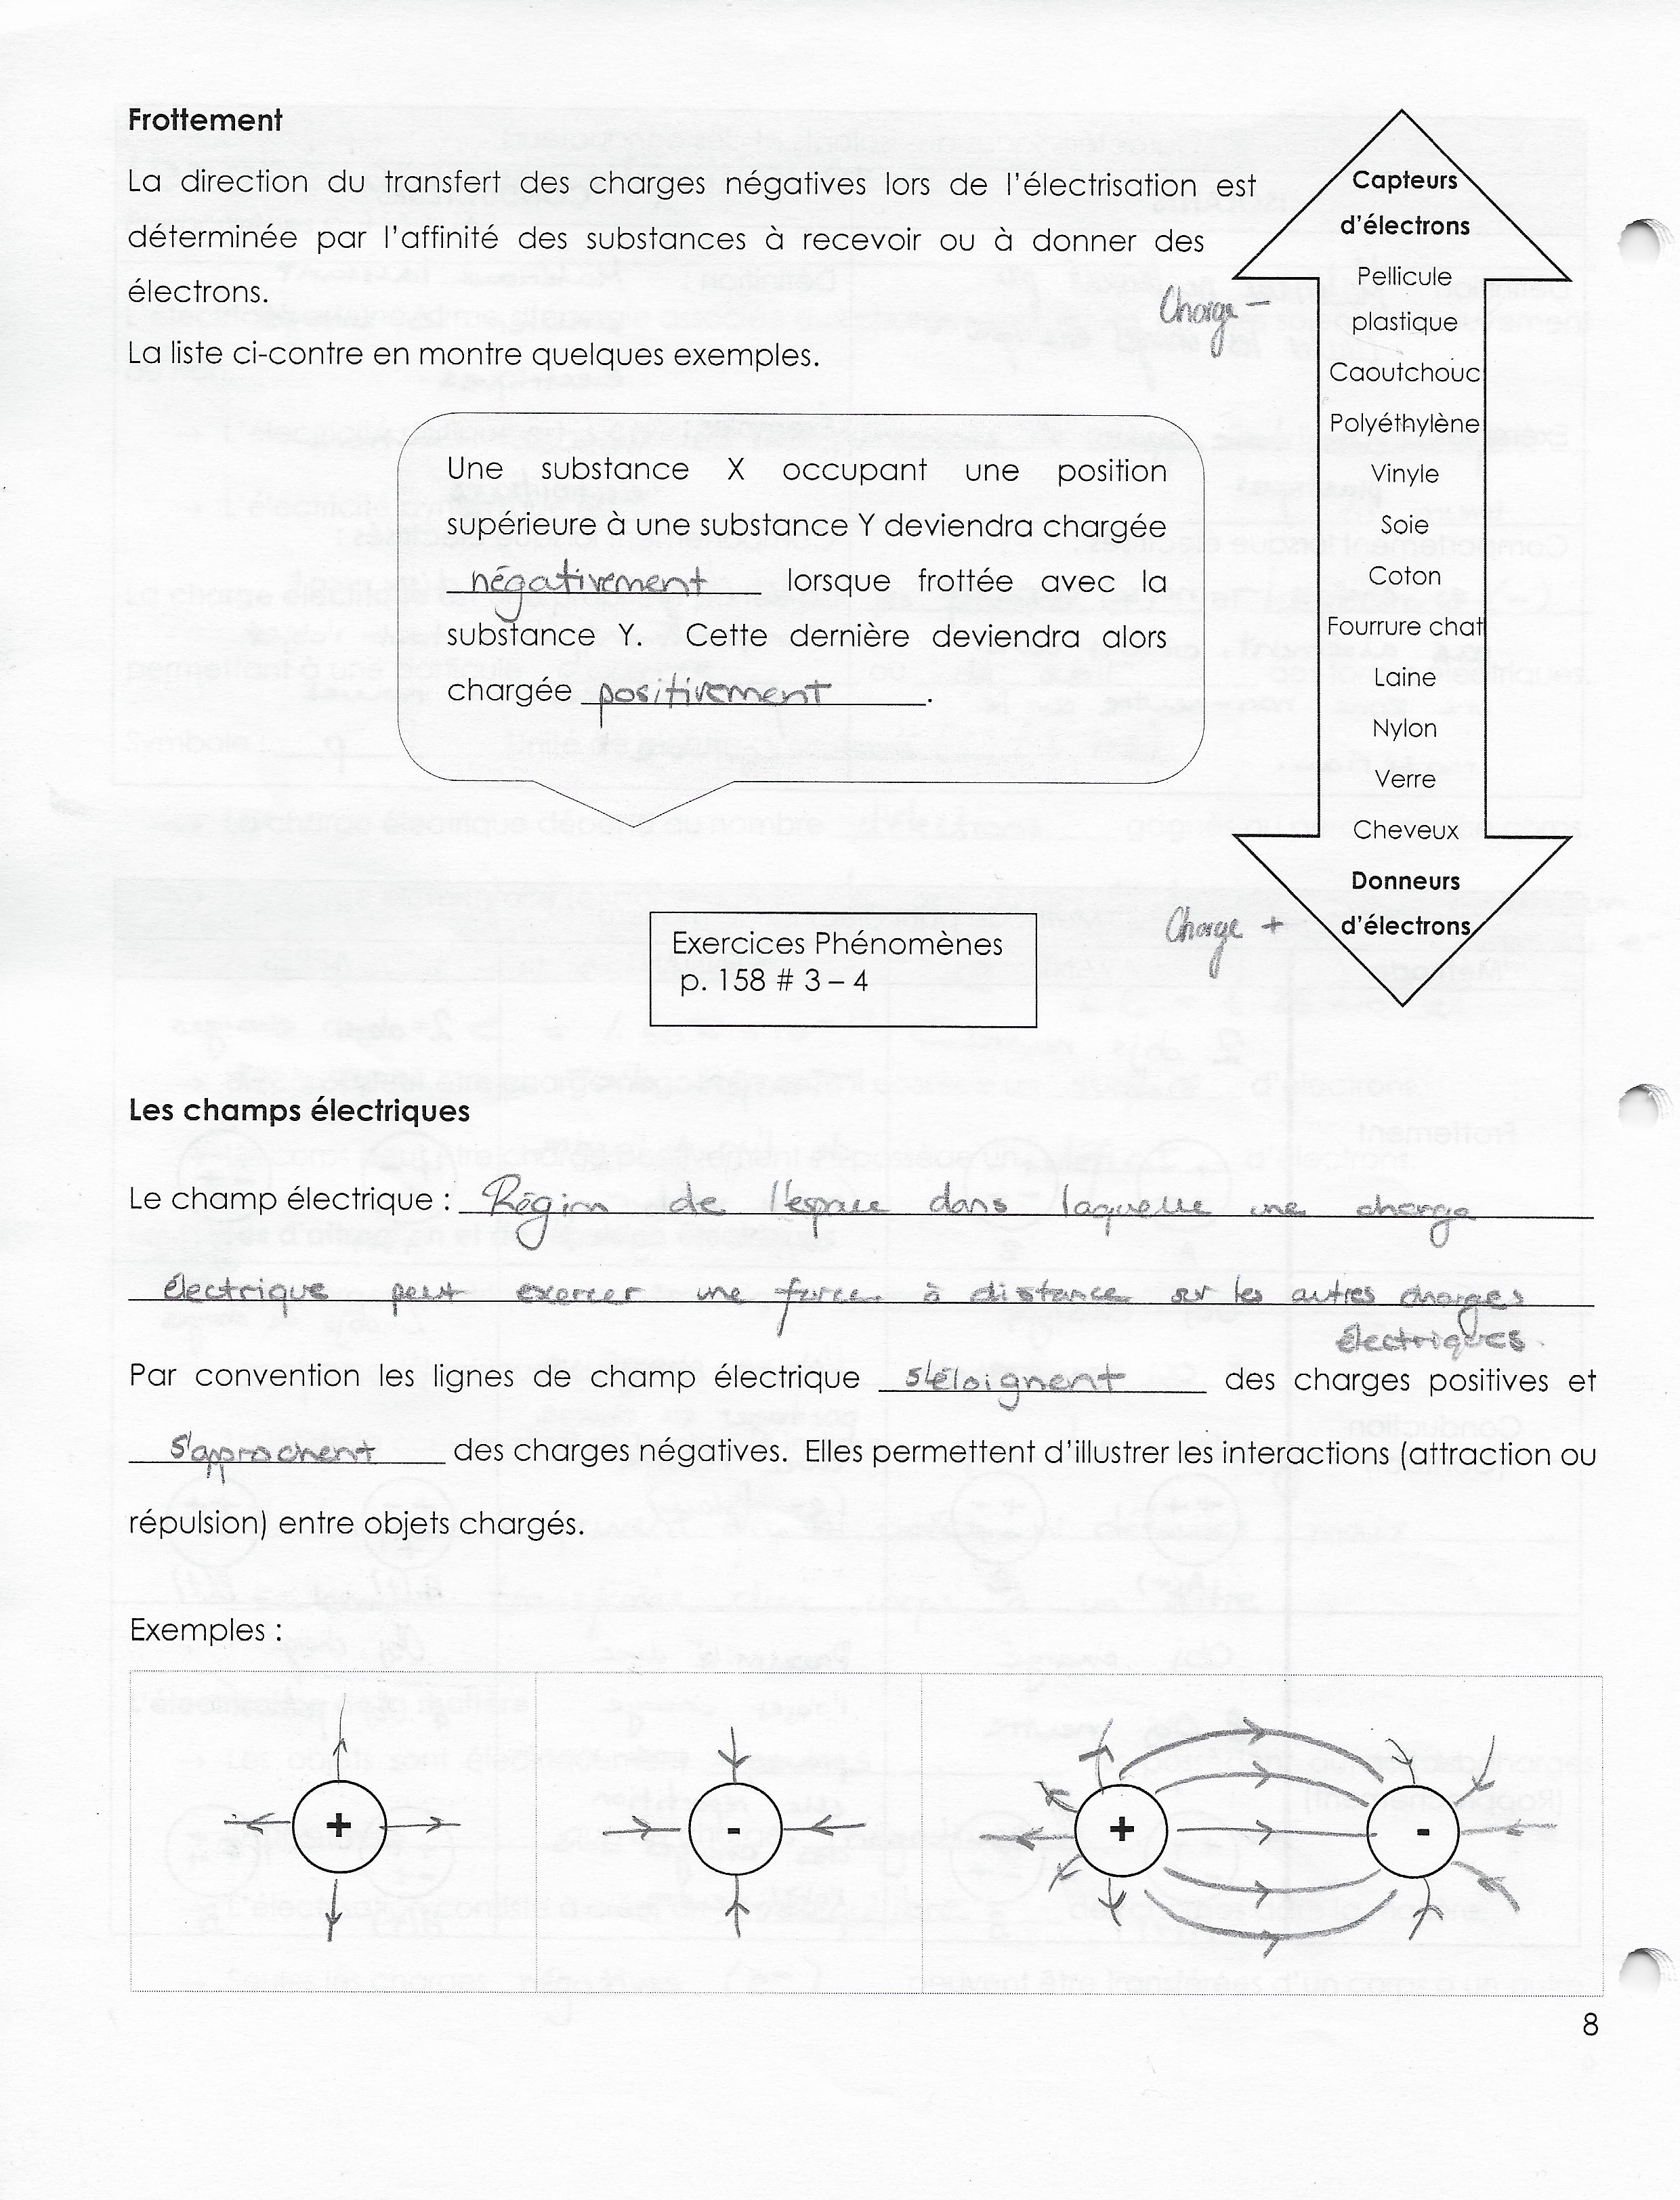 Frottement
La direction du transfert des charges négatives lors de l'électrisation est
déterminée par l'affinité des substances à recevoir ou à donner des
électrons.
La liste ci-contre en montre quelques exemples.
Charge -
Capteurs
d'électrons
Pellicule
plastique
Caoutchouc
Polyéthylène
Vinyle
Soie
Coton
Fourrure chat
Laine
Nylon
Verre
Cheveux
Donneurs
d'électrons
Charge +
Une substance X occupant une position
supérieure à une substance Y deviendra chargée
négativement lorsque frottée avec la
substance Y. Cette dernière deviendra alors
chargée positivement.
Exercices Phénomènes
p. 158 # 3 – 4
Les champs électriques
Le champ électrique : Région de l'espace dans laquelle une charge
électrique peut exercer une force à distance sur les autres charges
électriques.
Par convention les lignes de champ électrique s'éloignent des charges positives et
s'approchent des charges négatives. Elles permettent d'illustrer les interactions (attraction ou
répulsion) entre objets chargés.
Exemples :
+
-
+ -
8